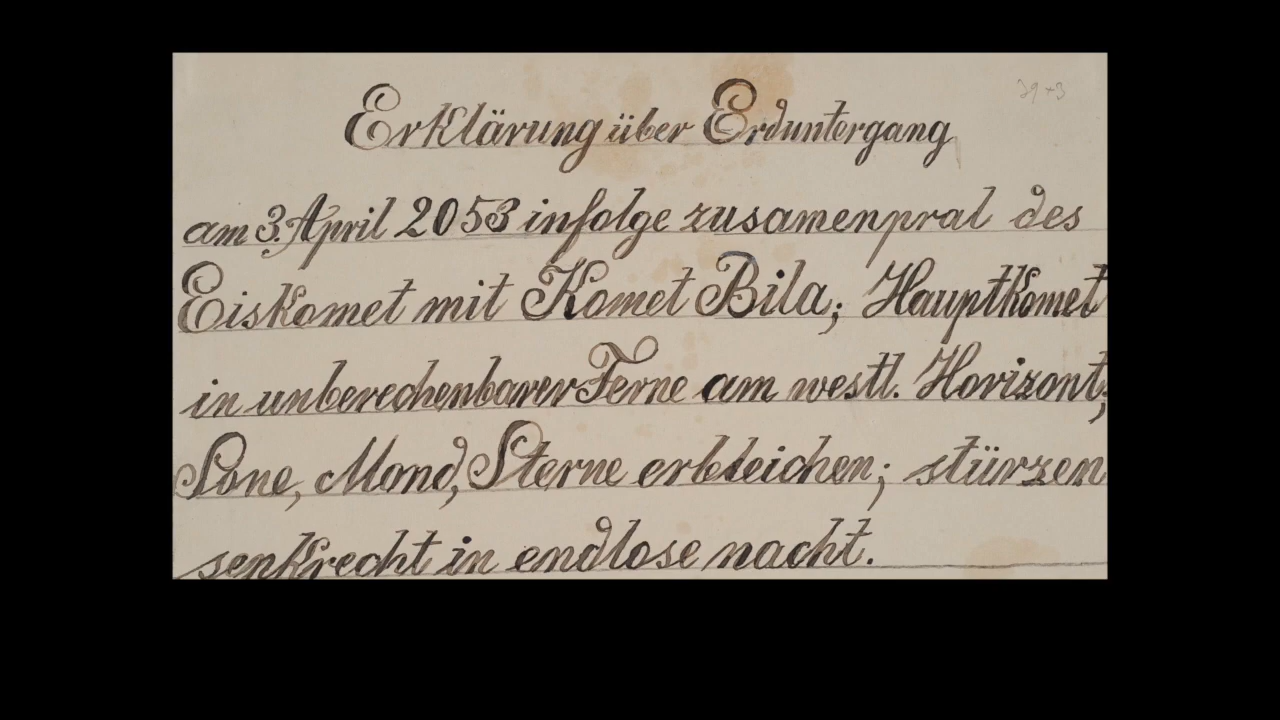 Erklärung über Erduntergang
am 3. April 2053 infolge zusamenpral des
Eiskomet mit Komet Bila; Hauptkomet
in unberechenbarer Ferne am westl. Horizont;
Sone, Mond, Sterne erbleichen; stürzen
senkrecht in endlose nacht.